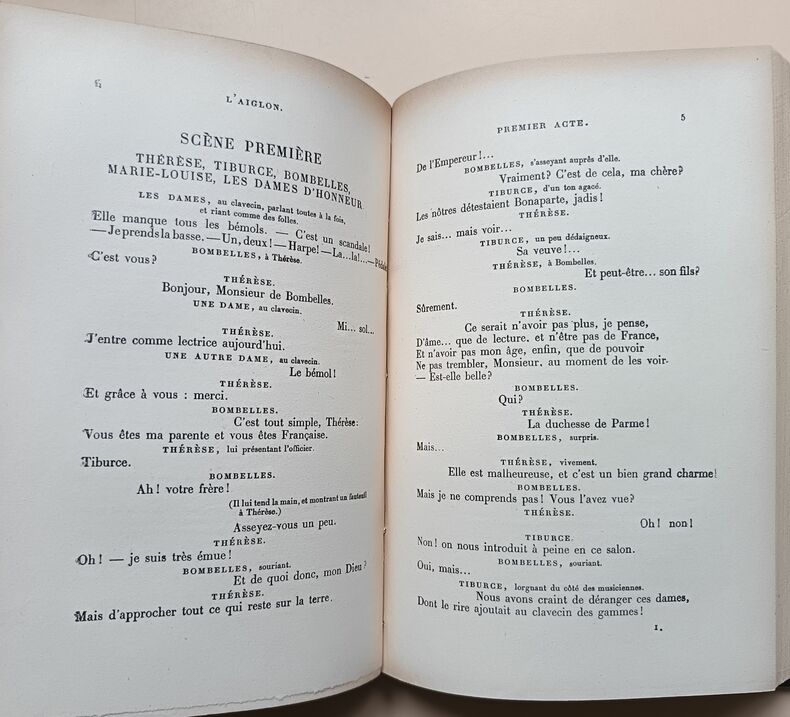 4
L'AIGLON.
SCÈNE PREMIÈRE
THÉRÈSE, TIBURCE, BOMBELLES,
MARIE-LOUISE, LES DAMES D'HONNEUR
LES DAMES, au clavecin, parlant toutes à la fois,
et riant comme des folles.
Elle manque tous les bémols. — C'est un scandale!
— Je prends la basse. — Un, deux! — Harpe! — La...la!...—
BOMBELLES, à Thérèse.
C'est vous?
THÉRÈSE.
Bonjour, Monsieur de Bombelles.
UNE DAME, au clavecin.
Mi... sol...
THÉRÈSE.
J'entre comme lectrice aujourd'hui.
UNE AUTRE DAME, au clavecin.
Le bémol!
THÉRÈSE.
Et grâce à vous : merci.
BOMBELLES.
C'est tout simple, Thérèse:
Vous êtes ma parente et vous êtes Française.
THÉRÈSE, lui présentant l'officier.
Tiburce.
BOMBELLES.
Ah! votre frère!
(Il lui tend la main, et montrant un fauteuil
à Thérèse.)
Asseyez-vous un peu.
THÉRÈSE.
Oh! — je suis très émue!
BOMBELLES, souriant.
Et de quoi donc, mon Dieu?
THÉRÈSE.
Mais d'approcher tout ce qui reste sur la terre.
PREMIER ACTE.
5
De l'Empereur!...
BOMBELLES, s'asseyant auprès d'elle.
Vraiment? C'est de cela, ma chère?
TIBURCE, d'un ton agacé.
Les nôtres détestaient Bonaparte, jadis!
THÉRÈSE.
Je sais... mais voir...
TIBURCE, un peu dédaigneux.
Sa veuve!...
THÉRÈSE, à Bombelles.
Et peut-être... son fils?
BOMBELLES.
Sûrement.
THÉRÈSE.
Ce serait n'avoir pas plus, je pense,
D'âme... que de lecture, et n'être pas de France,
Et n'avoir pas mon âge, enfin, que de pouvoir
Ne pas trembler, Monsieur, au moment de les voir.
— Est-elle belle?
BOMBELLES.
Qui?
THÉRÈSE.
La duchesse de Parme!
BOMBELLES, surpris.
Mais...
THÉRÈSE, vivement.
Elle est malheureuse, et c'est un bien grand charme!
BOMBELLES.
Mais je ne comprends pas! Vous l'avez vue?
THÉRÈSE.
Oh! non!
TIBURCE.
Non! on nous introduit à peine en ce salon.
BOMBELLES, souriant.
Oui, mais...
TIBURCE, lorgnant du côté des musiciennes.
Nous avons craint de déranger ces dames,
Dont le rire ajoutait au clavecin des gammes!
1.